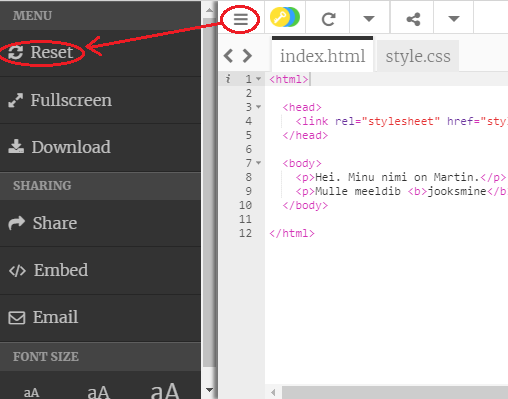 MENU
Reset
Fullscreen
Download
SHARING
Share
Embed
Email
FONT SIZE
aA aA aA
index.html style.css
i 1 <html>
2
3 <head>
4 <link rel="stylesheet" href="sty
5 </head>
6
7 <body>
8 <p>Hei. Minu nimi on Martin.</p>
9 <p>Mulle meeldib <b>jooksmine</b
10 </body>
11
12 </html>